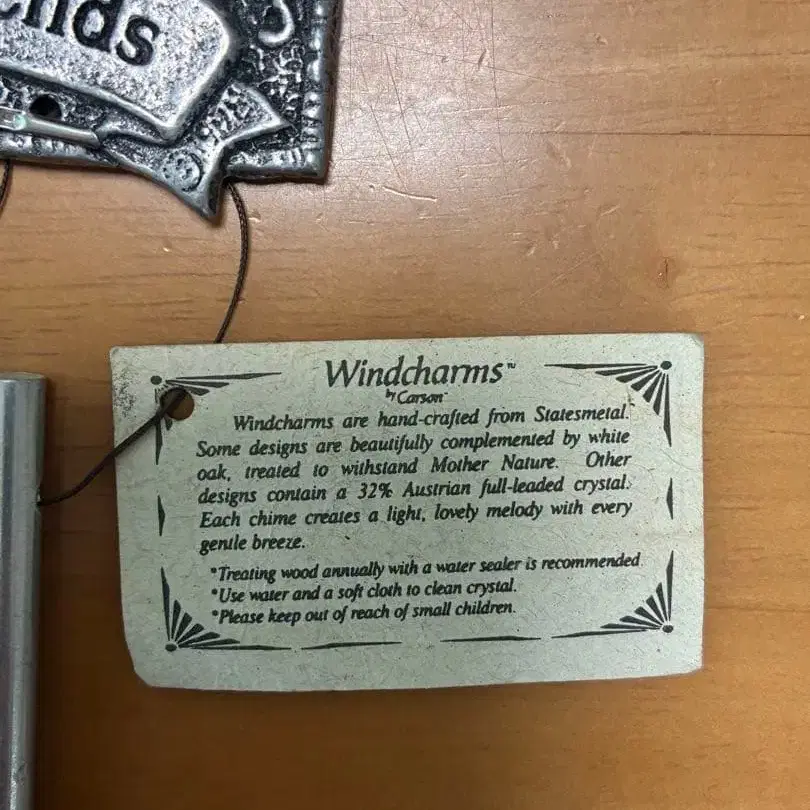 ends
Windcharms™
by Carson™
Windcharms are hand-crafted from Statesmetal.™
Some designs are beautifully complemented by white
oak, treated to withstand Mother Nature. Other
designs contain a 32% Austrian full-leaded crystal.
Each chime creates a light, lovely melody with every
gentle breeze.
*Treating wood annually with a water sealer is recommended.
*Use water and a soft cloth to clean crystal.
*Please keep out of reach of small children.